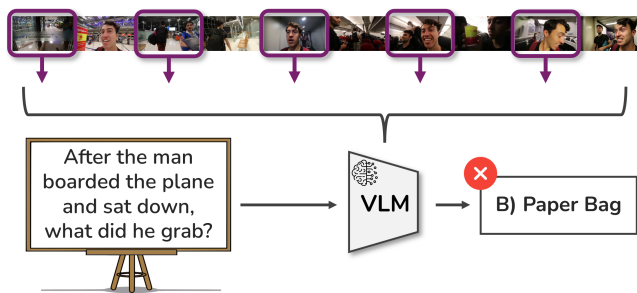 After the man
boarded the plane
and sat down,
what did he grab?
VLM
B) Paper Bag